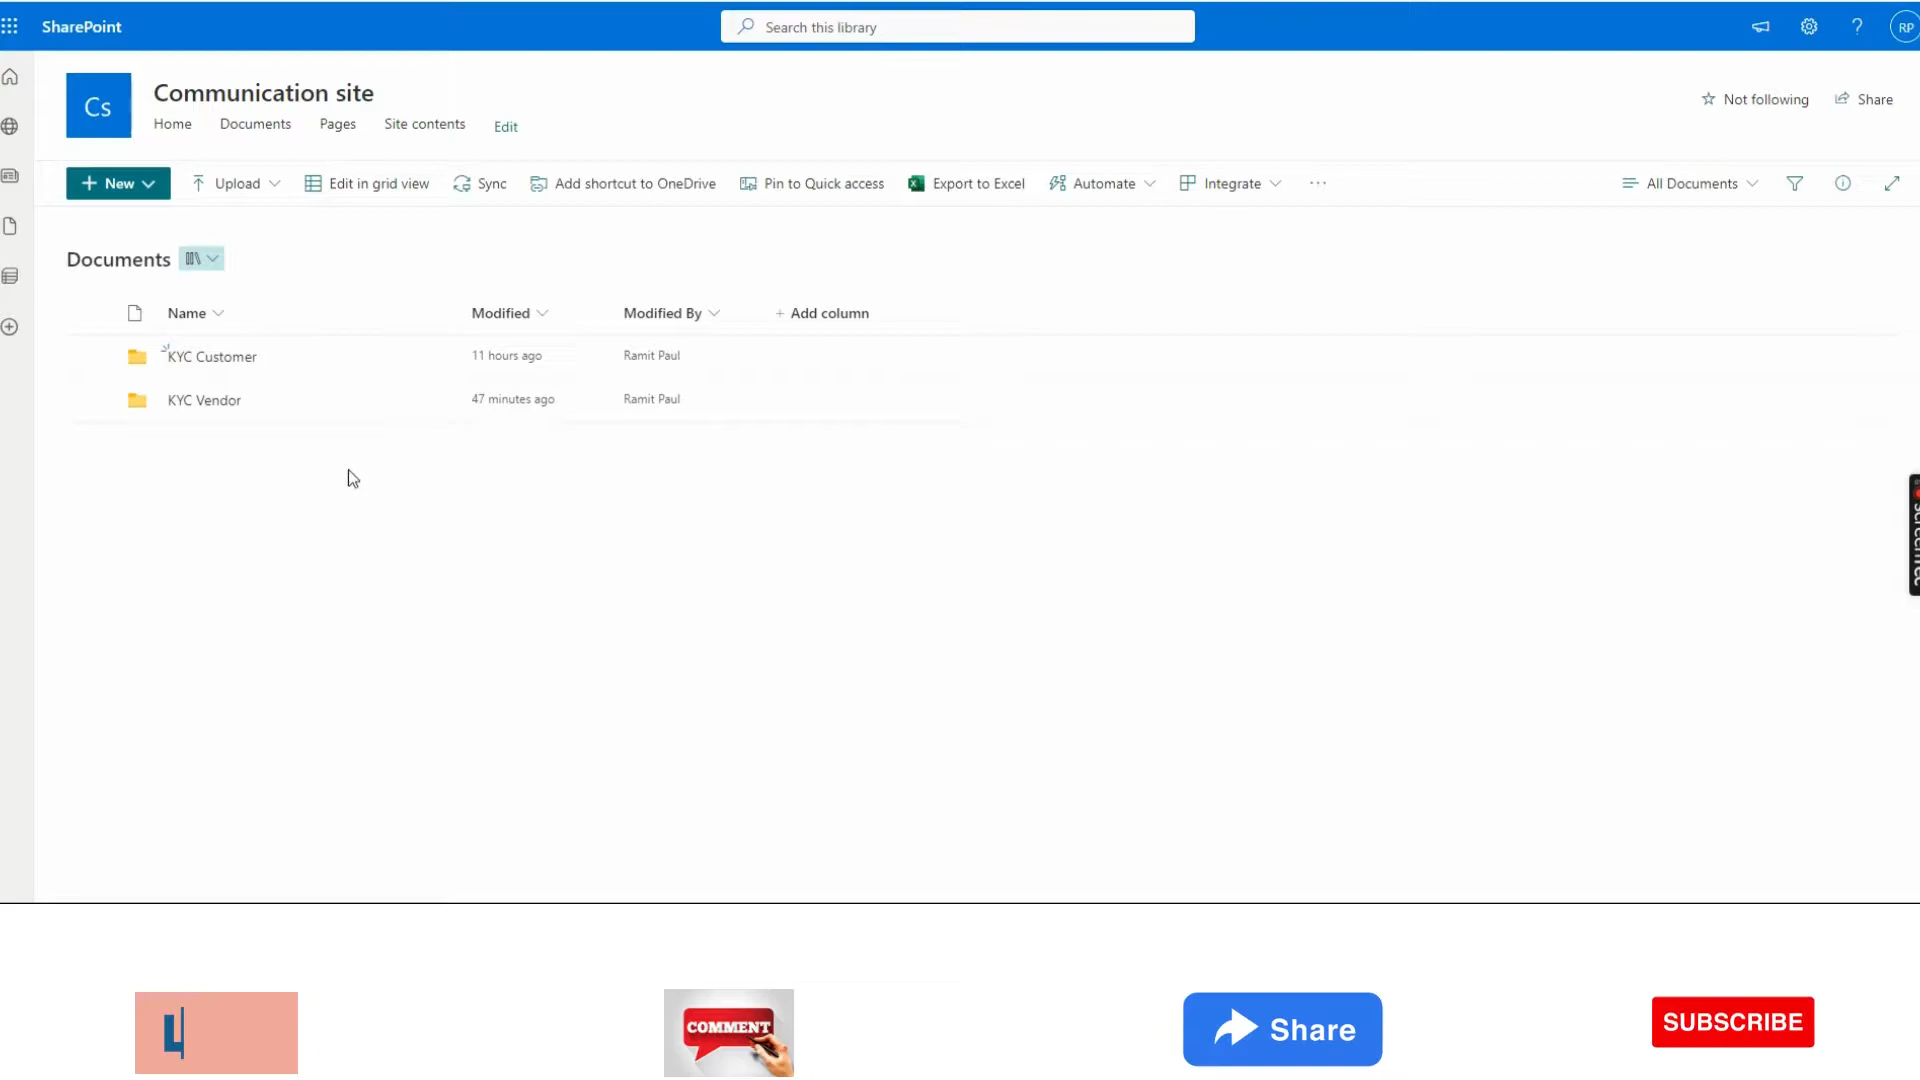 SharePoint
Search this library
RP
Cs
Communication site
Home Documents Pages Site contents Edit
Not following Share
+ New Upload Edit in grid view Sync Add shortcut to OneDrive Pin to Quick access Export to Excel Automate Integrate ...
All Documents
Documents
Name Modified Modified By + Add column
KYC Customer 11 hours ago Ramit Paul
KYC Vendor 47 minutes ago Ramit Paul
L
COMMENT
Share
SUBSCRIBE